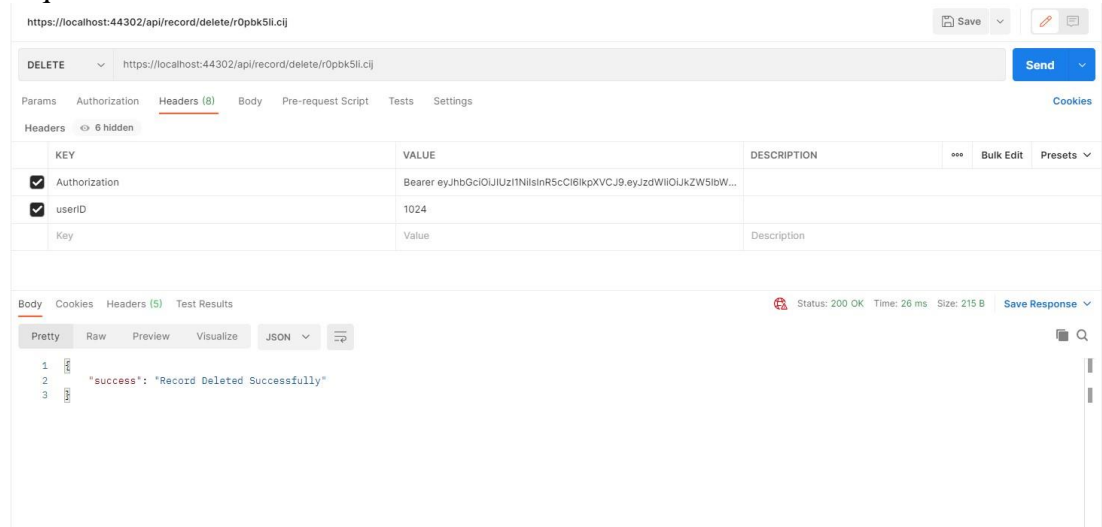 https://localhost:44302/api/record/delete/r0pbk5li.cij Save
DELETE https://localhost:44302/api/record/delete/r0pbk5li.cij Send
Params Authorization Headers (8) Body Pre-request Script Tests Settings Cookies
Headers 6 hidden
KEY VALUE DESCRIPTION ooo Bulk Edit Presets
Authorization Bearer eyJhbGciOiJIUzI1NiIsInR5cCI6IkpXVCJ9.eyJzdWIiOiJkZW5lbW...
userID 1024
Key Value Description
Body Cookies Headers (5) Test Results Status: 200 OK Time: 26 ms Size: 215 B Save Response
Pretty Raw Preview Visualize JSON
1 {
2 "success": "Record Deleted Successfully"
3 }